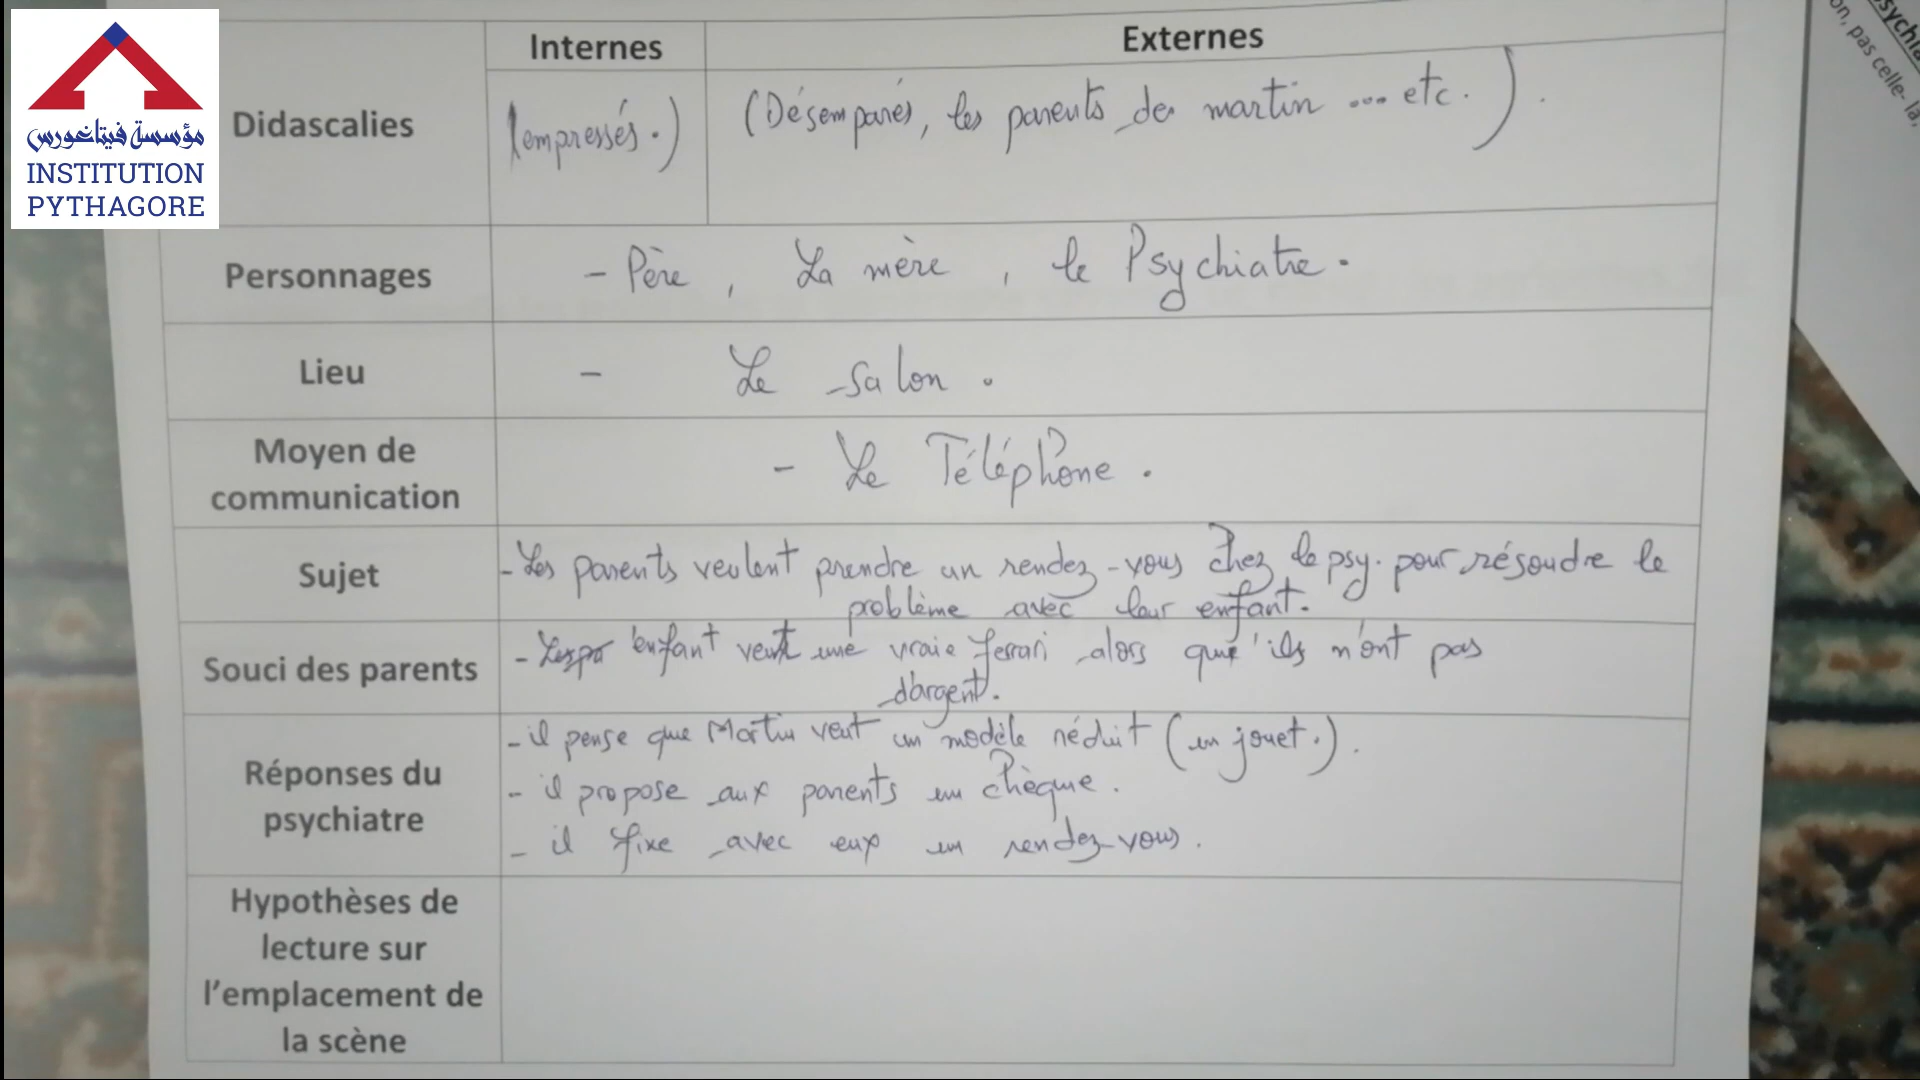 مؤسسة فيتاغورس
INSTITUTION
PYTHAGORE
Internes
Externes
Didascalies
(empressés.)
(Désemparés, les parents de martin ... etc.).
Personnages
- Père, La mère, le Psychiatre.
Lieu
- Le salon.
Moyen de
communication
- Le Téléphone.
Sujet
- Les parents veulent prendre un rendez-vous chez le psy. pour résoudre le
problème avec leur enfant.
Souci des parents
- enfant veut une vraie ferrari alors que ils n'ont pas
d'argent.
Réponses du
psychiatre
- il pense que Martin veut un modèle réduit (un jouet.).
- il propose aux parents un chèque.
- il fixe avec eux un rendez-vous.
Hypothèses de
lecture sur
l'emplacement de
la scène
sychia
on, pas celle- là,